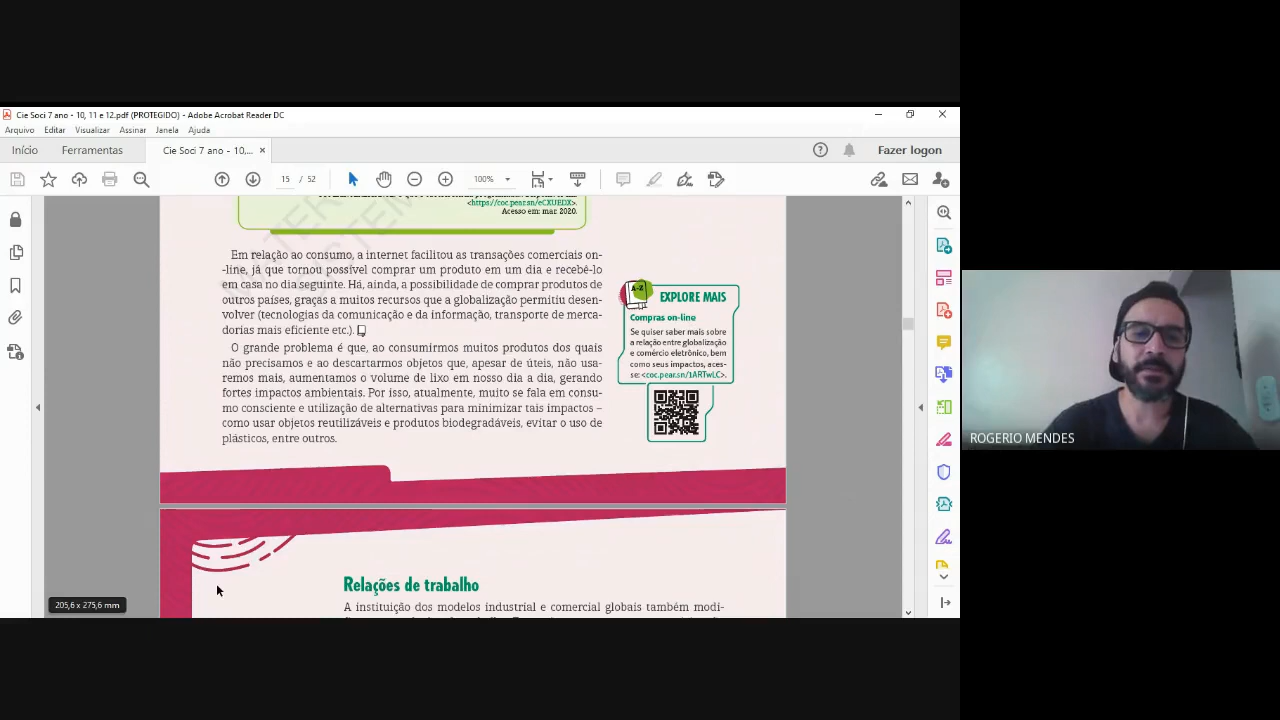 Cie Soci 7 ano - 10, 11 e 12.pdf (PROTEGIDO) - Adobe Acrobat Reader DC
Arquivo Editar Visualizar Assinar Janela Ajuda
Início Ferramentas Cie Soci 7 ano - 10,... × Fazer logon
15 / 52 100%
<https://coc.pear.sn/eCXUEDX>.
Acesso em: mar. 2020.
Em relação ao consumo, a internet facilitou as transações comerciais on-
-line, já que tornou possível comprar um produto em um dia e recebê-lo
em casa no dia seguinte. Há, ainda, a possibilidade de comprar produtos de
outros países, graças a muitos recursos que a globalização permitiu desen-
volver (tecnologias da comunicação e da informação, transporte de merca-
dorias mais eficiente etc.).
O grande problema é que, ao consumirmos muitos produtos dos quais
não precisamos e ao descartarmos objetos que, apesar de úteis, não usa-
remos mais, aumentamos o volume de lixo em nosso dia a dia, gerando
fortes impactos ambientais. Por isso, atualmente, muito se fala em consu-
mo consciente e utilização de alternativas para minimizar tais impactos –
como usar objetos reutilizáveis e produtos biodegradáveis, evitar o uso de
plásticos, entre outros.
A-Z
EXPLORE MAIS
Compras on-line
Se quiser saber mais sobre
a relação entre globalização
e comércio eletrônico, bem
como seus impactos, aces-
se: <coc.pear.sn/1ARTwLC>.
Relações de trabalho
A instituição dos modelos industrial e comercial globais também modi-
205,6 x 275,6 mm
ROGERIO MENDES